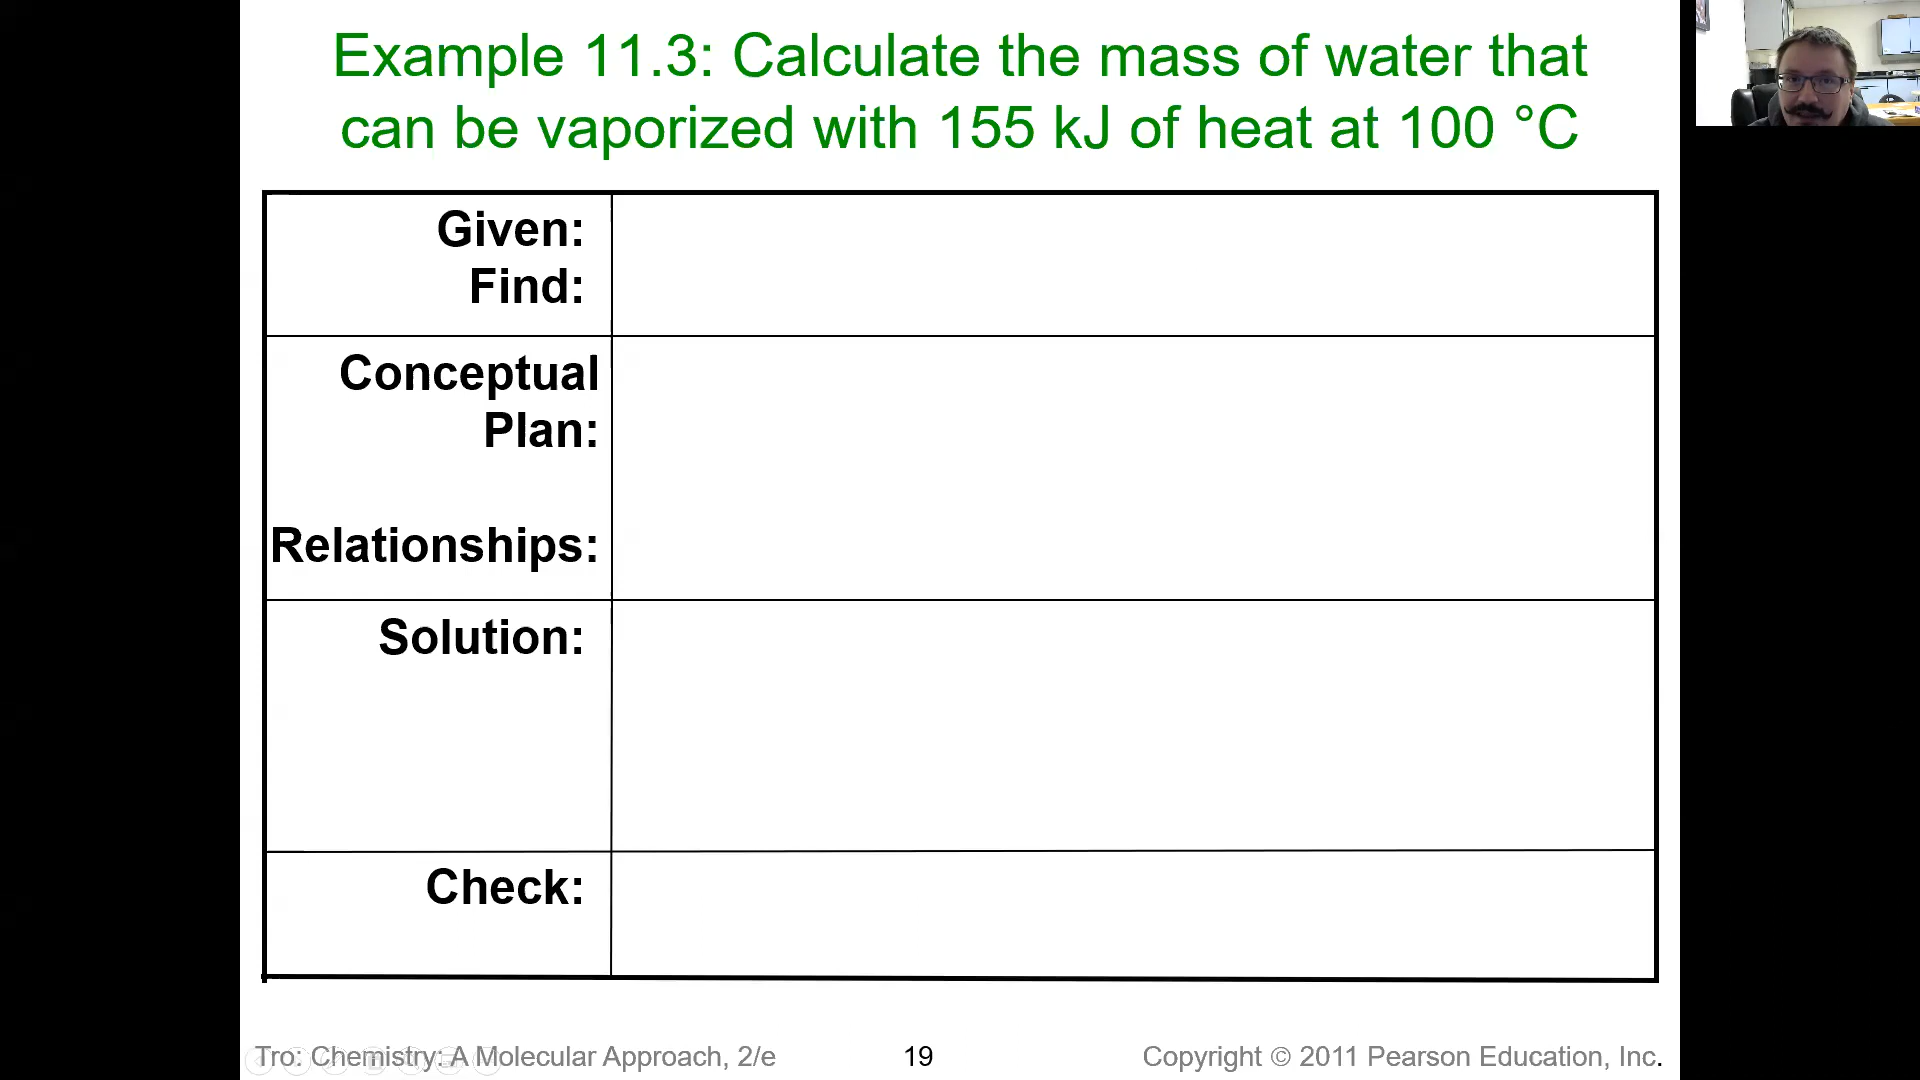 Example 11.3: Calculate the mass of water that
can be vaporized with 155 kJ of heat at 100 °C
Given:
Find:
Conceptual
Plan:
Relationships:
Solution:
Check:
Tro: Chemistry: A Molecular Approach, 2/e
19
Copyright © 2011 Pearson Education, Inc.